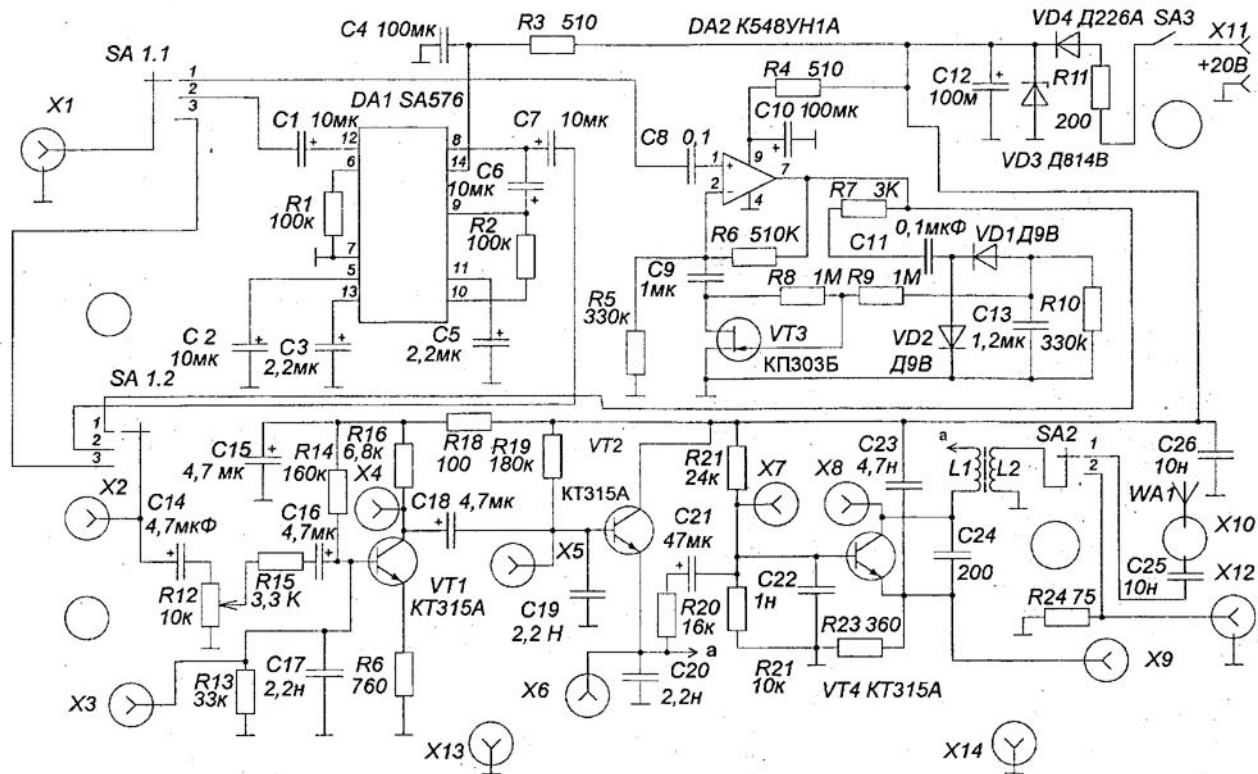 C4 100мк
R3 510
DA2 К548УН1А
VD4 Д226А SA3
X11
+20В
SA 1.1
1
2
3
X1
DA1 SA576
C1 10мк
12
6
7
5
13
8
14
9
11
10
C7 10мк
C6
10мк
R1
100к
R2
100к
C 2
10мк
C3
2,2мк
C5
2,2мк
C8 0,1
R4 510
C10 100мк
1
2
9
7
4
C12
100м
R11
200
VD3 Д814В
R7 3К
0,1мкФ
C11
VD1 Д9В
R6 510К
C9
1мк
R8 1М
R9 1М
R5
330к
VT3
КП303Б
VD2
Д9В
C13
1,2мк
R10
330k
SA 1.2
1
2
3
X2
C14
4,7мкФ
C15
4,7 мк
R14
160к
R16
6,8к
X4
R18
100
R19
180к
VT2
КТ315А
C16
4,7мк
C18 4,7мк
R12
10к
R15
3,3 К
VT1
КТ315А
X5
C19
2,2 Н
X3
R13
33к
C17
2,2н
R6
760
X13
X6
C21
47мк
R20
16к
a
C20
2,2н
R21
24к
X7
X8
C23
4,7н
C22
1н
R21
10к
R23 360
VT4 КТ315А
a
L1
L2
C24
200
SA2
1
2
C26
10н
WA1
X10
C25
10н
X12
R24 75
X9
X14